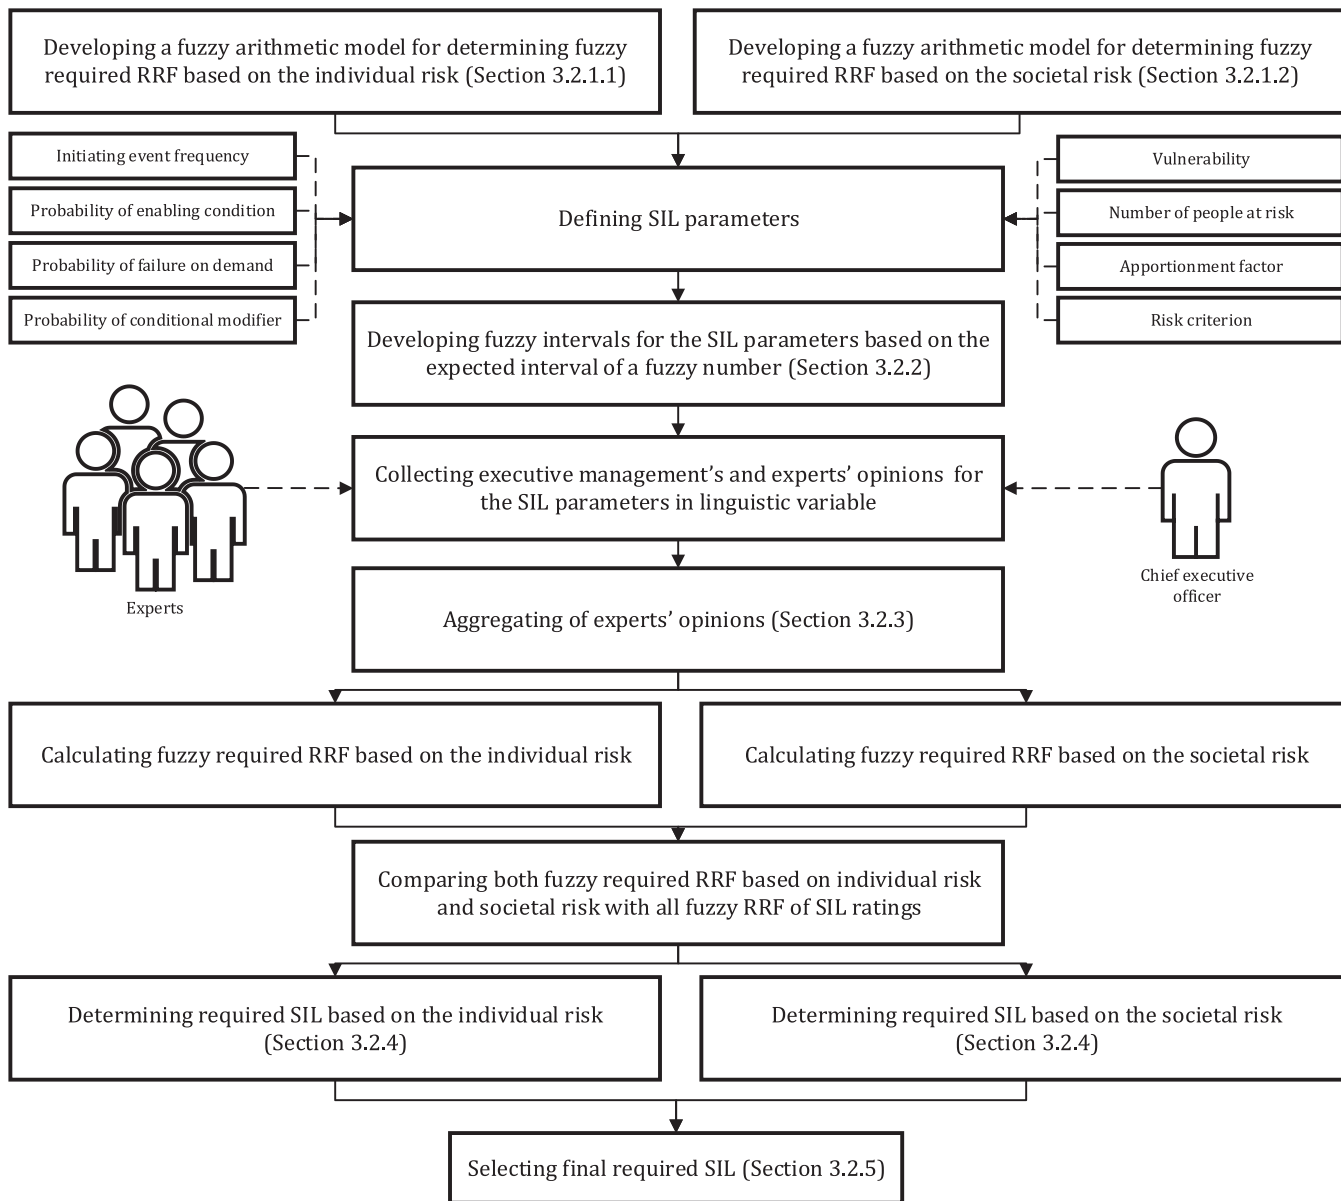 Developing a fuzzy arithmetic model for determining fuzzy
required RRF based on the individual risk (Section 3.2.1.1)
Developing a fuzzy arithmetic model for determining fuzzy
required RRF based on the societal risk (Section 3.2.1.2)
Initiating event frequency
Probability of enabling condition
Probability of failure on demand
Probability of conditional modifier
Defining SIL parameters
Vulnerability
Number of people at risk
Apportionment factor
Risk criterion
Developing fuzzy intervals for the SIL parameters based on the
expected interval of a fuzzy number (Section 3.2.2)
Experts
Collecting executive management's and experts' opinions for
the SIL parameters in linguistic variable
Chief executive
officer
Aggregating of experts' opinions (Section 3.2.3)
Calculating fuzzy required RRF based on the individual risk
Calculating fuzzy required RRF based on the societal risk
Comparing both fuzzy required RRF based on individual risk
and societal risk with all fuzzy RRF of SIL ratings
Determining required SIL based on the individual risk
(Section 3.2.4)
Determining required SIL based on the societal risk
(Section 3.2.4)
Selecting final required SIL (Section 3.2.5)